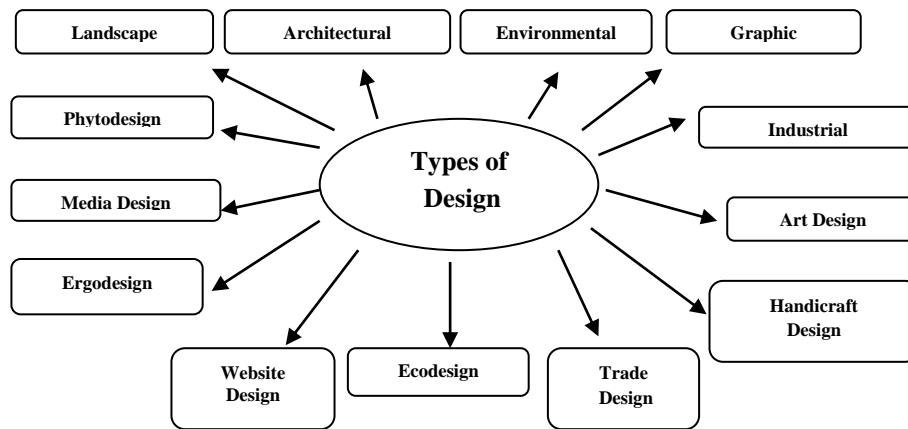 Landscape
Architectural
Environmental
Graphic
Phytodesign
Industrial
Types of
Design
Media Design
Art Design
Ergodesign
Handicraft
Design
Website
Design
Ecodesign
Trade
Design